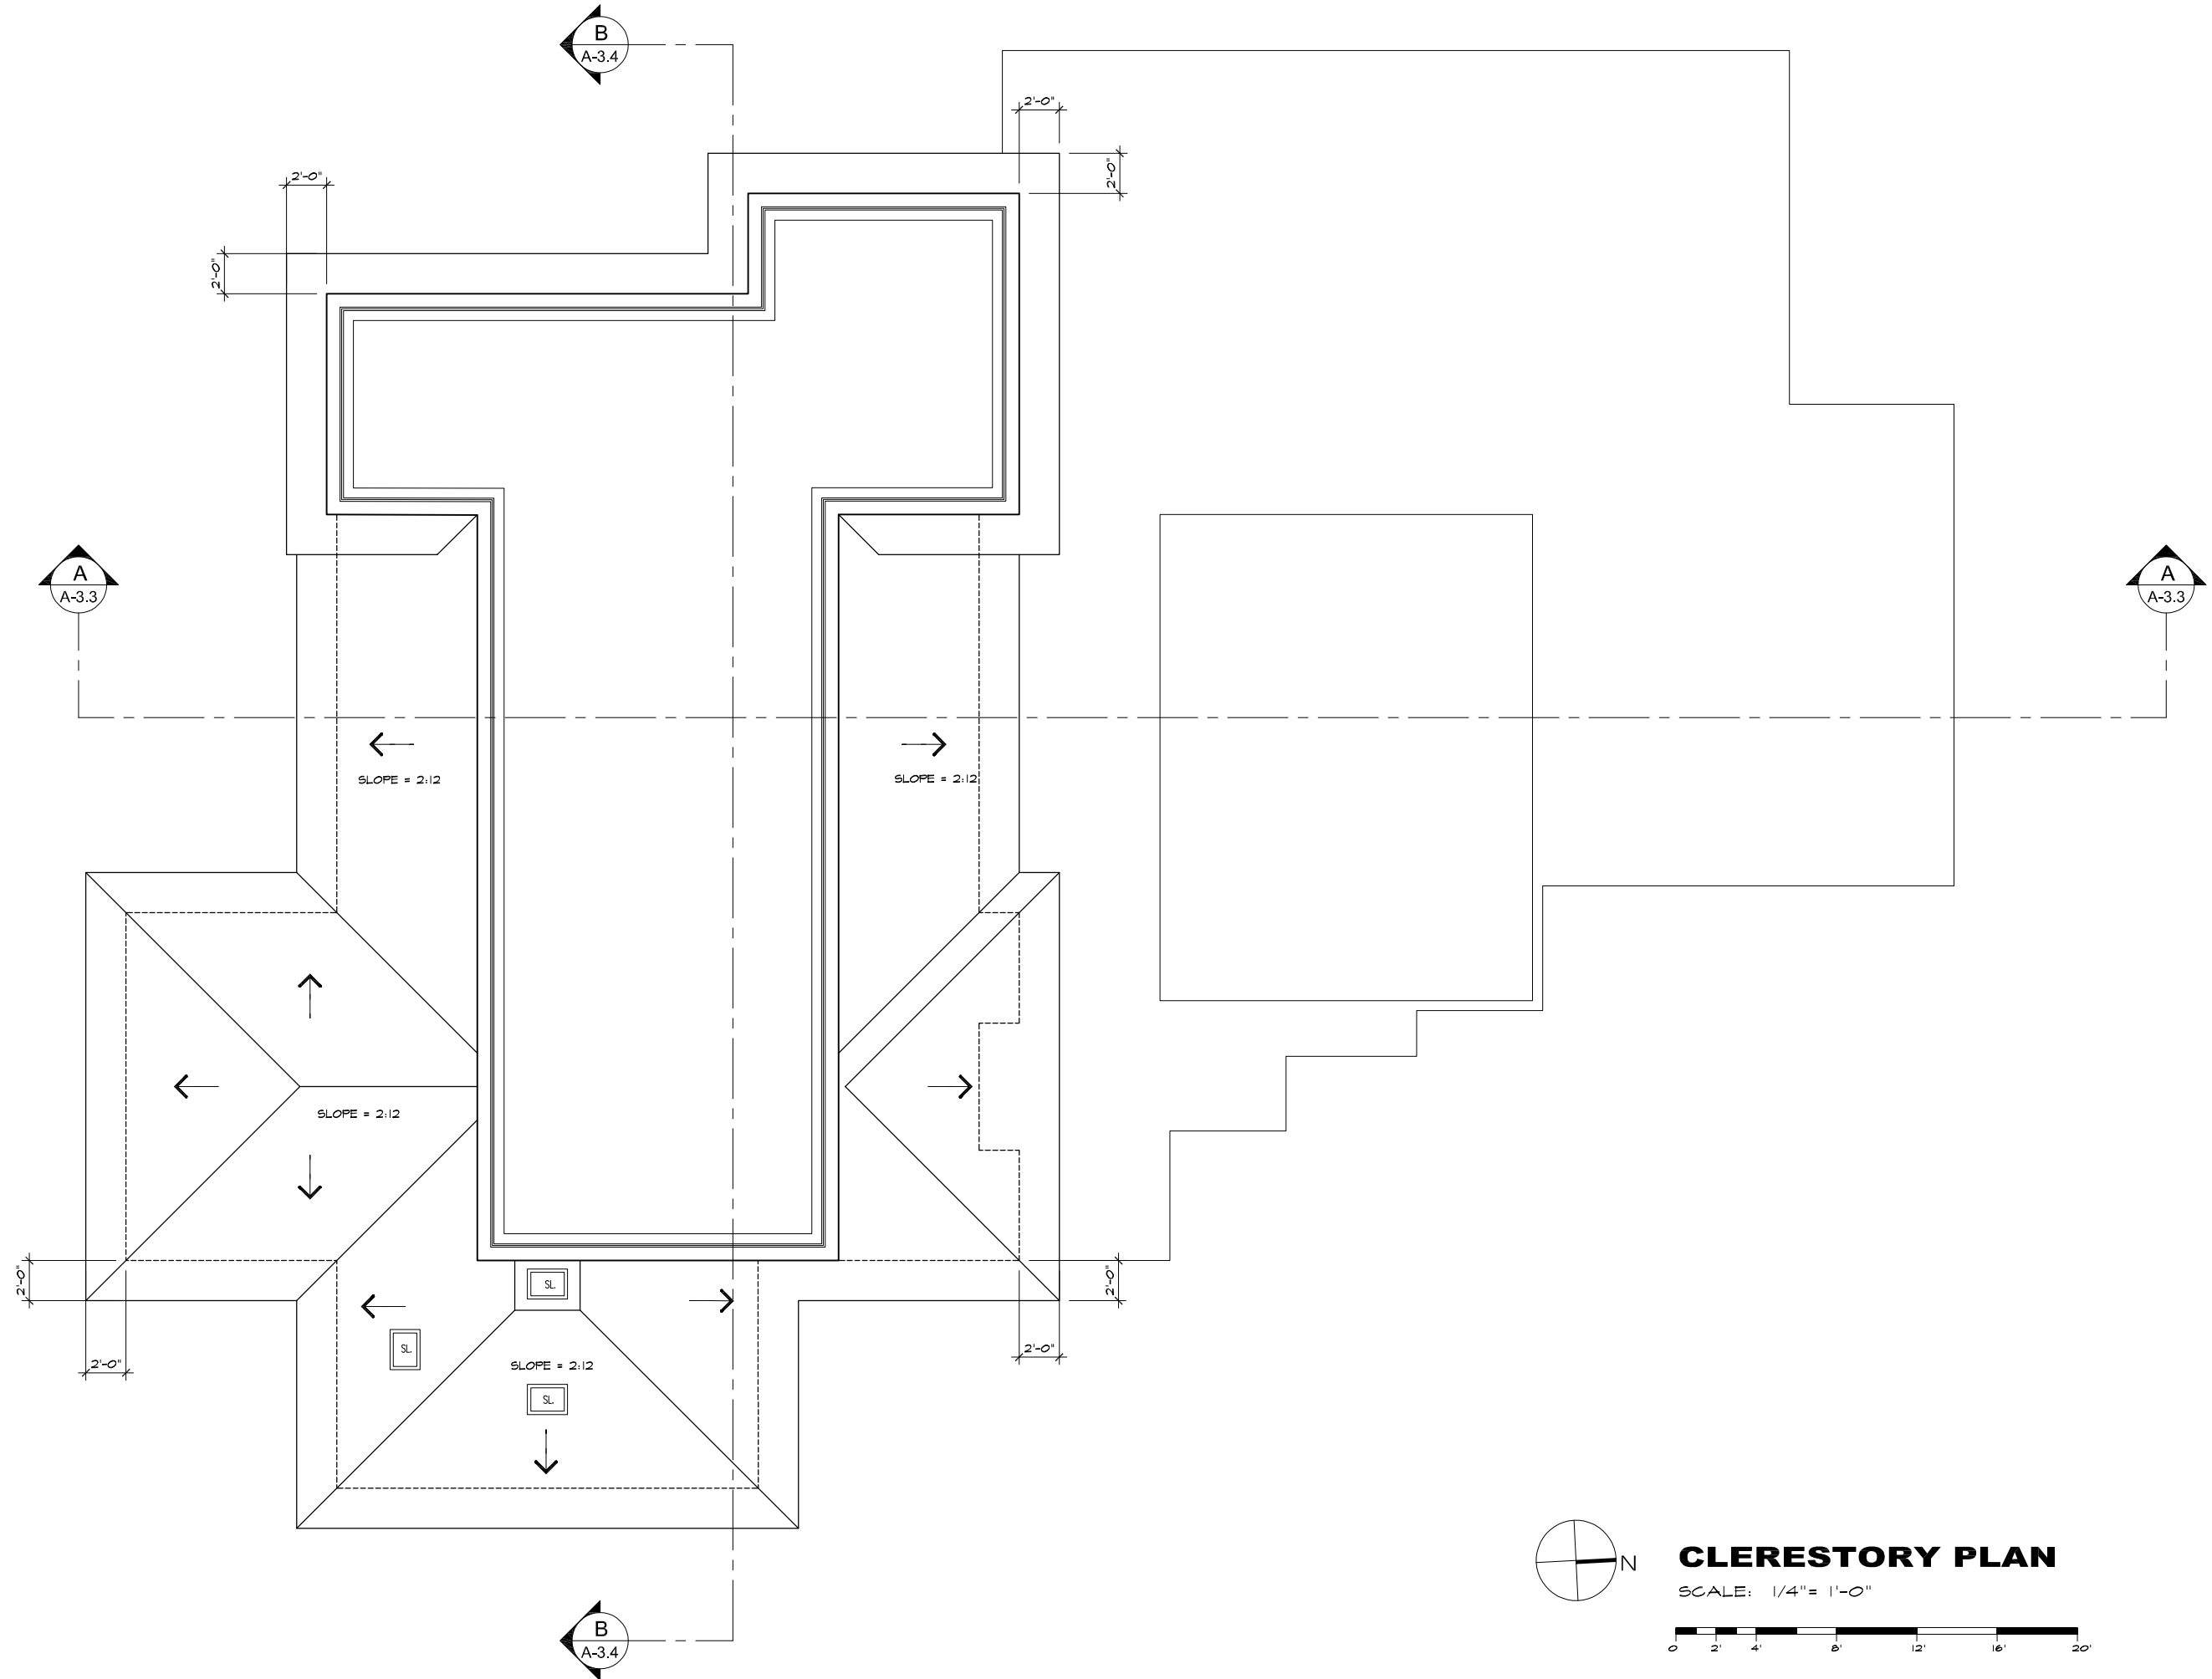 B
A-3.4
2'-0"
2'-0"
2'-0"
2'-0"
A
A-3.3
A
A-3.3
SLOPE = 2:12
SLOPE = 2:12
SLOPE = 2:12
2'-0"
2'-0"
SL.
SL.
2'-0"
2'-0"
SLOPE = 2:12
SL.
N
CLERESTORY PLAN
SCALE: 1/4"= 1'-0"
B
A-3.4
0 2' 4' 8' 12' 16' 20'